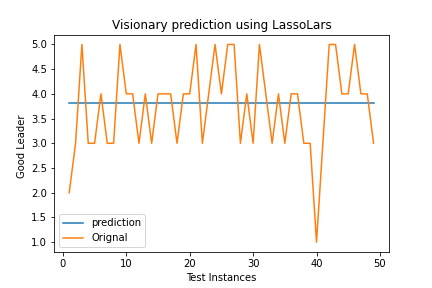 Visionary prediction using LassoLars
Good Leader
5.0
4.5
4.0
3.5
3.0
2.5
2.0
1.5
1.0
prediction
Orignal
0 10 20 30 40 50
Test Instances